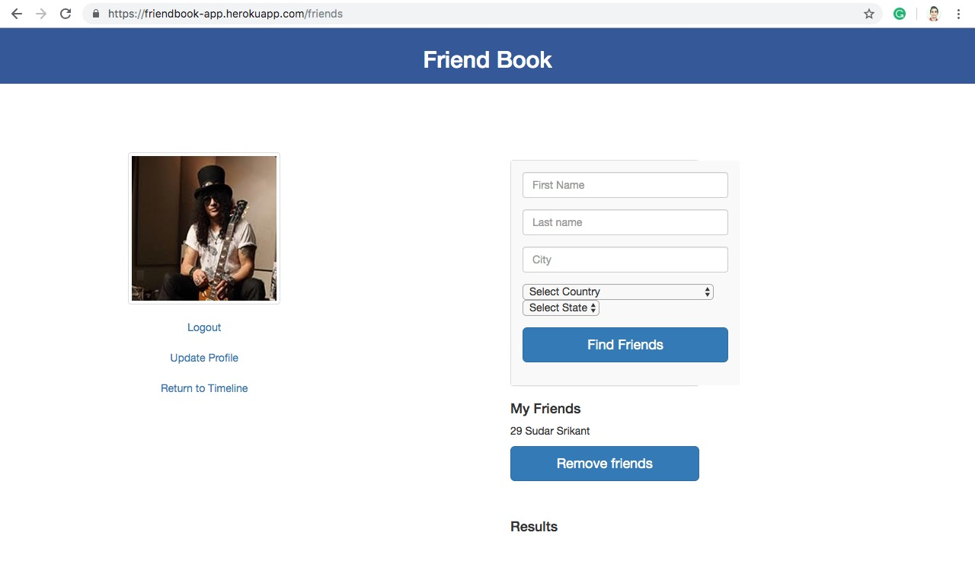 https://friendbook-app.herokuapp.com/friends
Friend Book
Logout
Update Profile
Return to Timeline
First Name
Last name
City
Select Country
Select State
Find Friends
My Friends
29 Sudar Srikant
Remove friends
Results